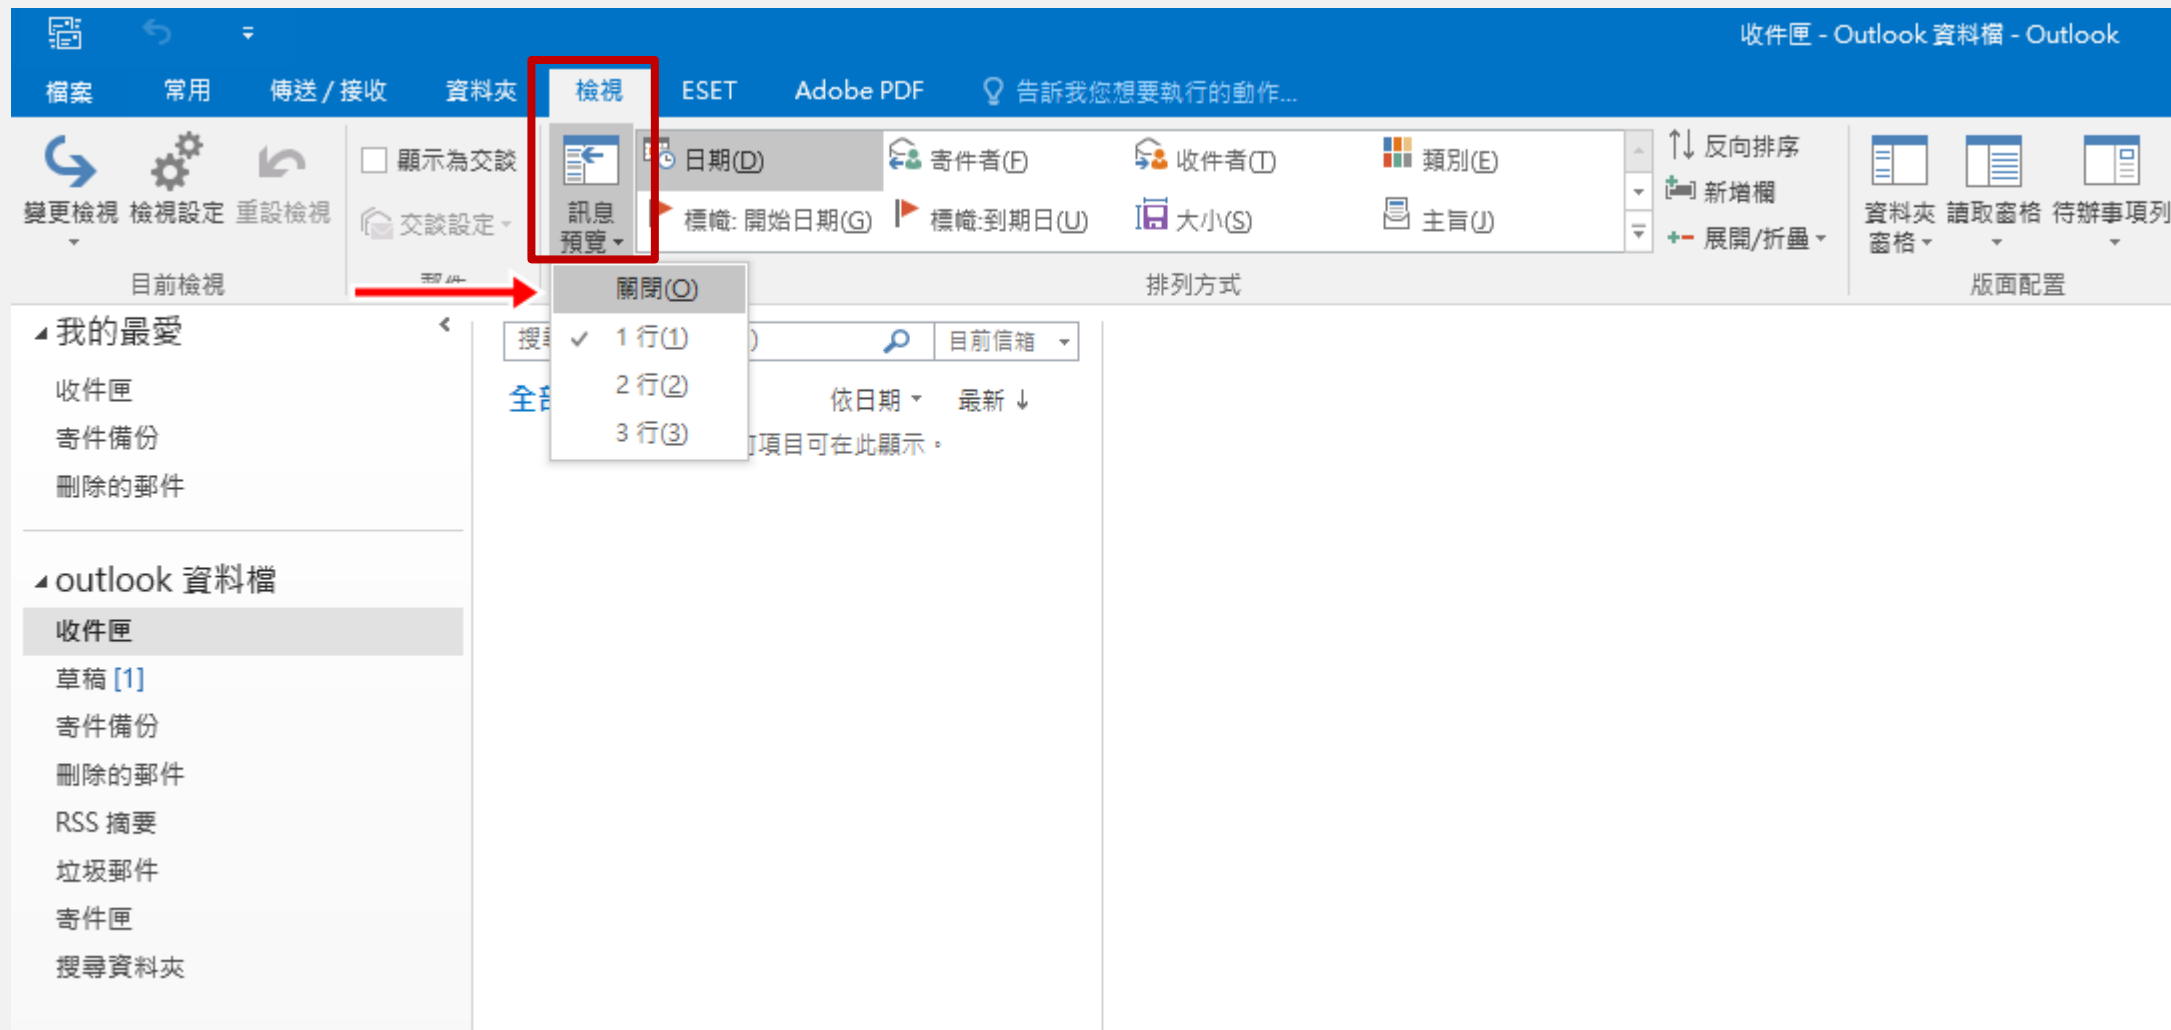 收件匣 - Outlook 資料檔 - Outlook
檔案 常用 傳送 / 接收 資料夾 檢視 ESET Adobe PDF 告訴我您想要執行的動作...
變更檢視 檢視設定 重設檢視
顯示為交談
交談設定
訊息
預覽
日期(D) 寄件者(F) 收件者(T) 類別(E)
標幟: 開始日期(G) 標幟:到期日(U) 大小(S) 主旨(J)
反向排序
新增欄
展開/折疊
資料夾
窗格
讀取窗格 待辦事項列
目前檢視 郵件 排列方式 版面配置
關閉(O)
1 行(1)
2 行(2)
3 行(3)
我的最愛
收件匣
寄件備份
刪除的郵件
outlook 資料檔
收件匣
草稿 [1]
寄件備份
刪除的郵件
RSS 摘要
垃圾郵件
寄件匣
搜尋資料夾
目前信箱
依日期 最新 ↓
項目可在此顯示。